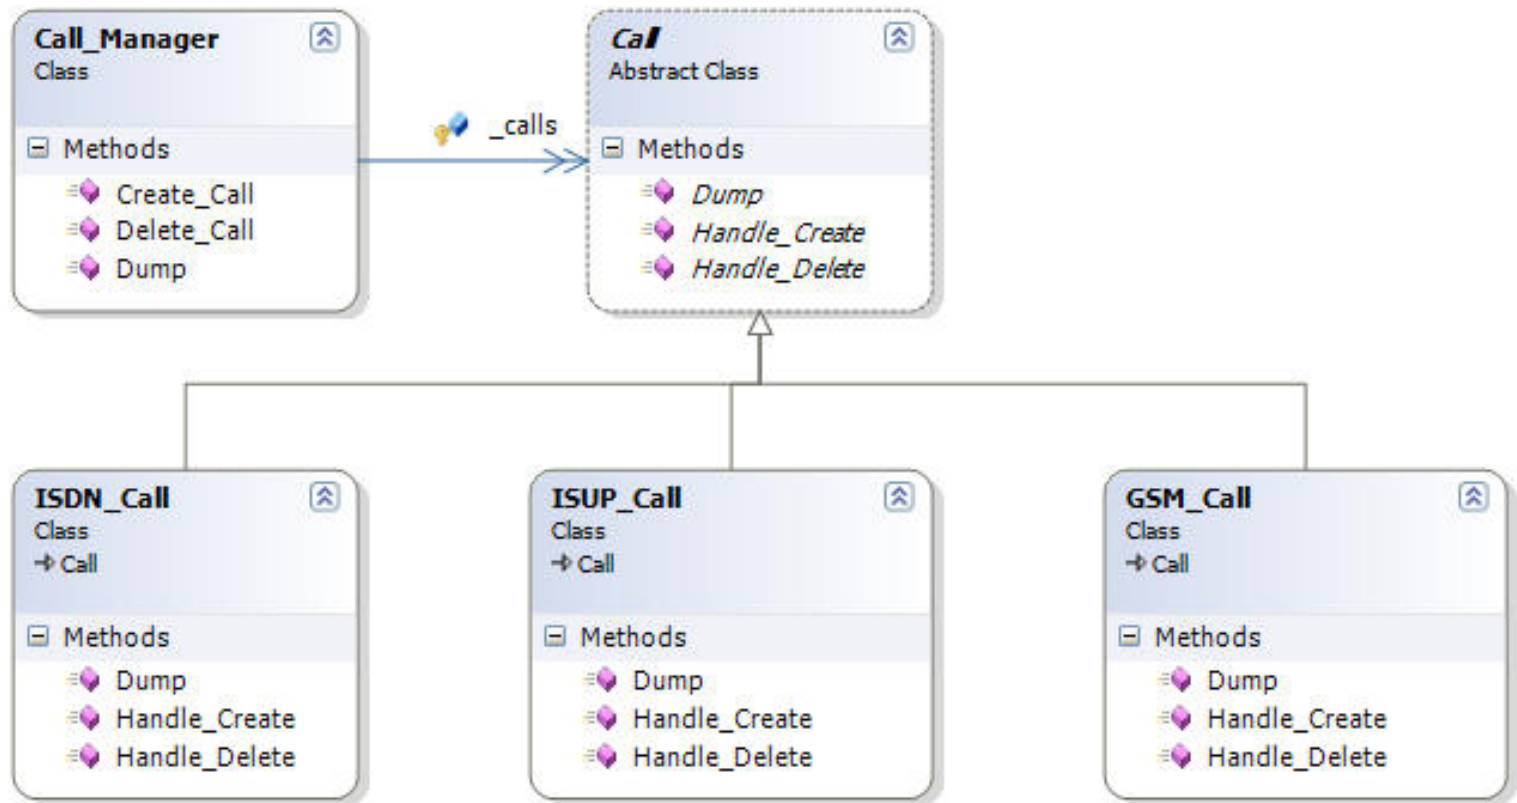 Call_Manager
Class
Methods
Create_Call
Delete_Call
Dump
_calls
Call
Abstract Class
Methods
Dump
Handle_Create
Handle_Delete
ISDN_Call
Class
Call
Methods
Dump
Handle_Create
Handle_Delete
ISUP_Call
Class
Call
Methods
Dump
Handle_Create
Handle_Delete
GSM_Call
Class
Call
Methods
Dump
Handle_Create
Handle_Delete